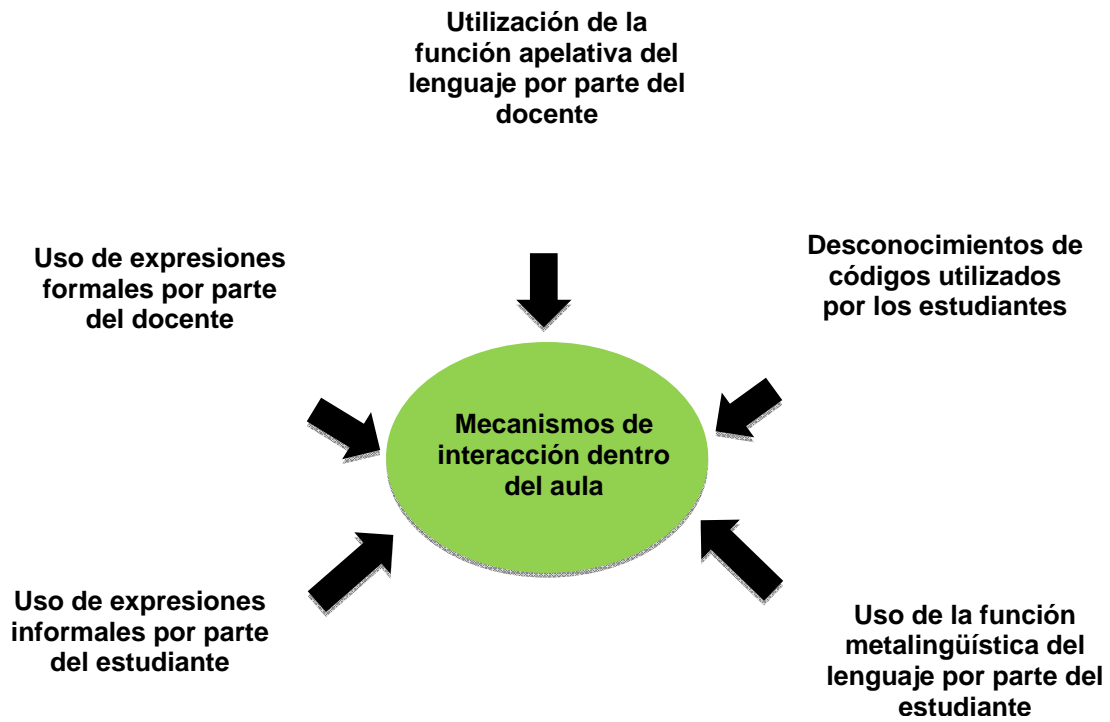 Utilización de la
función apelativa del
lenguaje por parte del
docente
Uso de expresiones
formales por parte
del docente
Desconocimientos de
códigos utilizados
por los estudiantes
Mecanismos de
interacción dentro
del aula
Uso de expresiones
informales por parte
del estudiante
Uso de la función
metalingüística del
lenguaje por parte del
estudiante